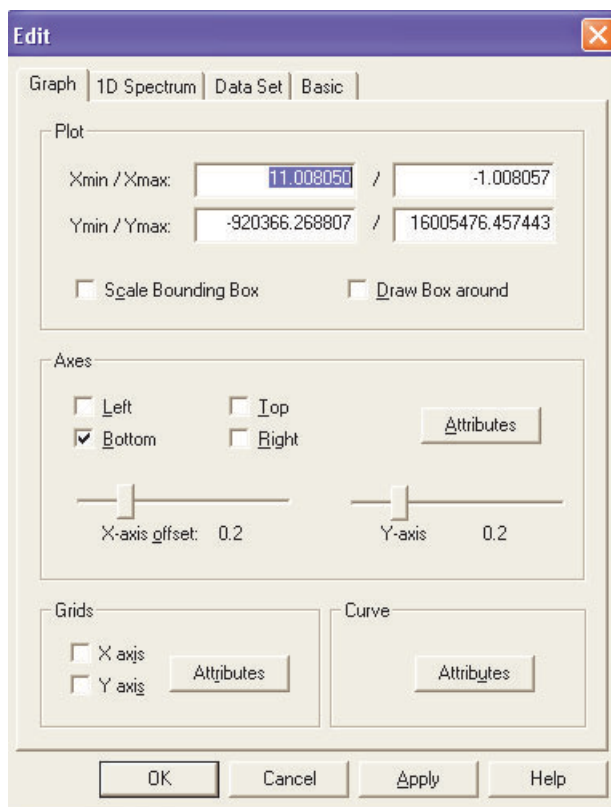 Edit
Graph 1D Spectrum Data Set Basic
Plot
Xmin / Xmax: 11.008050 / -1.008057
Ymin / Ymax: -920366.268807 / 16005476.457443
Scale Bounding Box Draw Box around
Axes
Left Top
Attributes
Bottom Right
X-axis offset: 0.2 Y-axis 0.2
Grids Curve
X axis
Attributes Attributes
Y axis
OK Cancel Apply Help